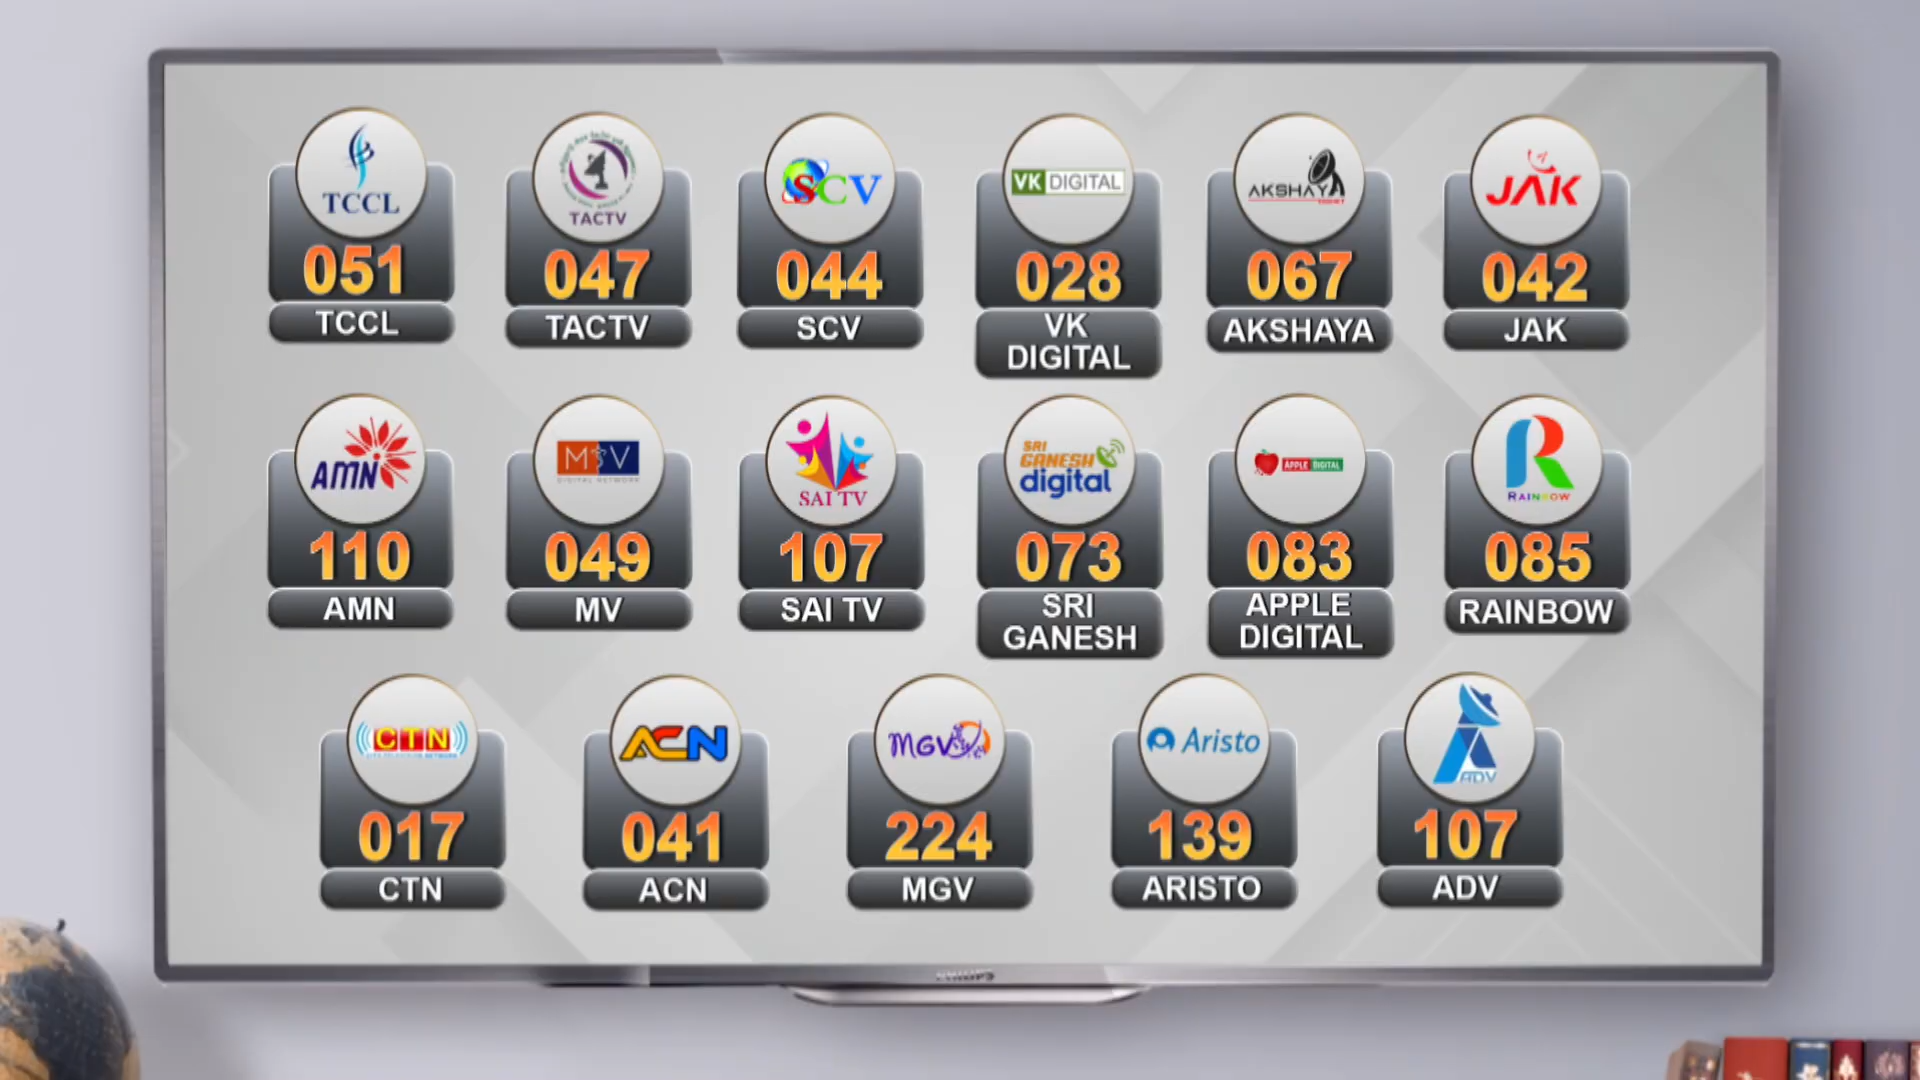 TCCL
TACTV
SCV
VK DIGITAL
AKSHAYA
JAK
051
047
044
028
067
042
TCCL
TACTV
SCV
VK
DIGITAL
AKSHAYA
JAK
AMN
MV
DIGITAL NETWORK
SAI TV
SRI
GANESH
digital
APPLE DIGITAL
RAINBOW
110
049
107
073
083
085
AMN
MV
SAI TV
SRI
GANESH
APPLE
DIGITAL
RAINBOW
CTN
ACN
MGV
Aristo
ADV
017
041
224
139
107
CTN
ACN
MGV
ARISTO
ADV
PHILIPS